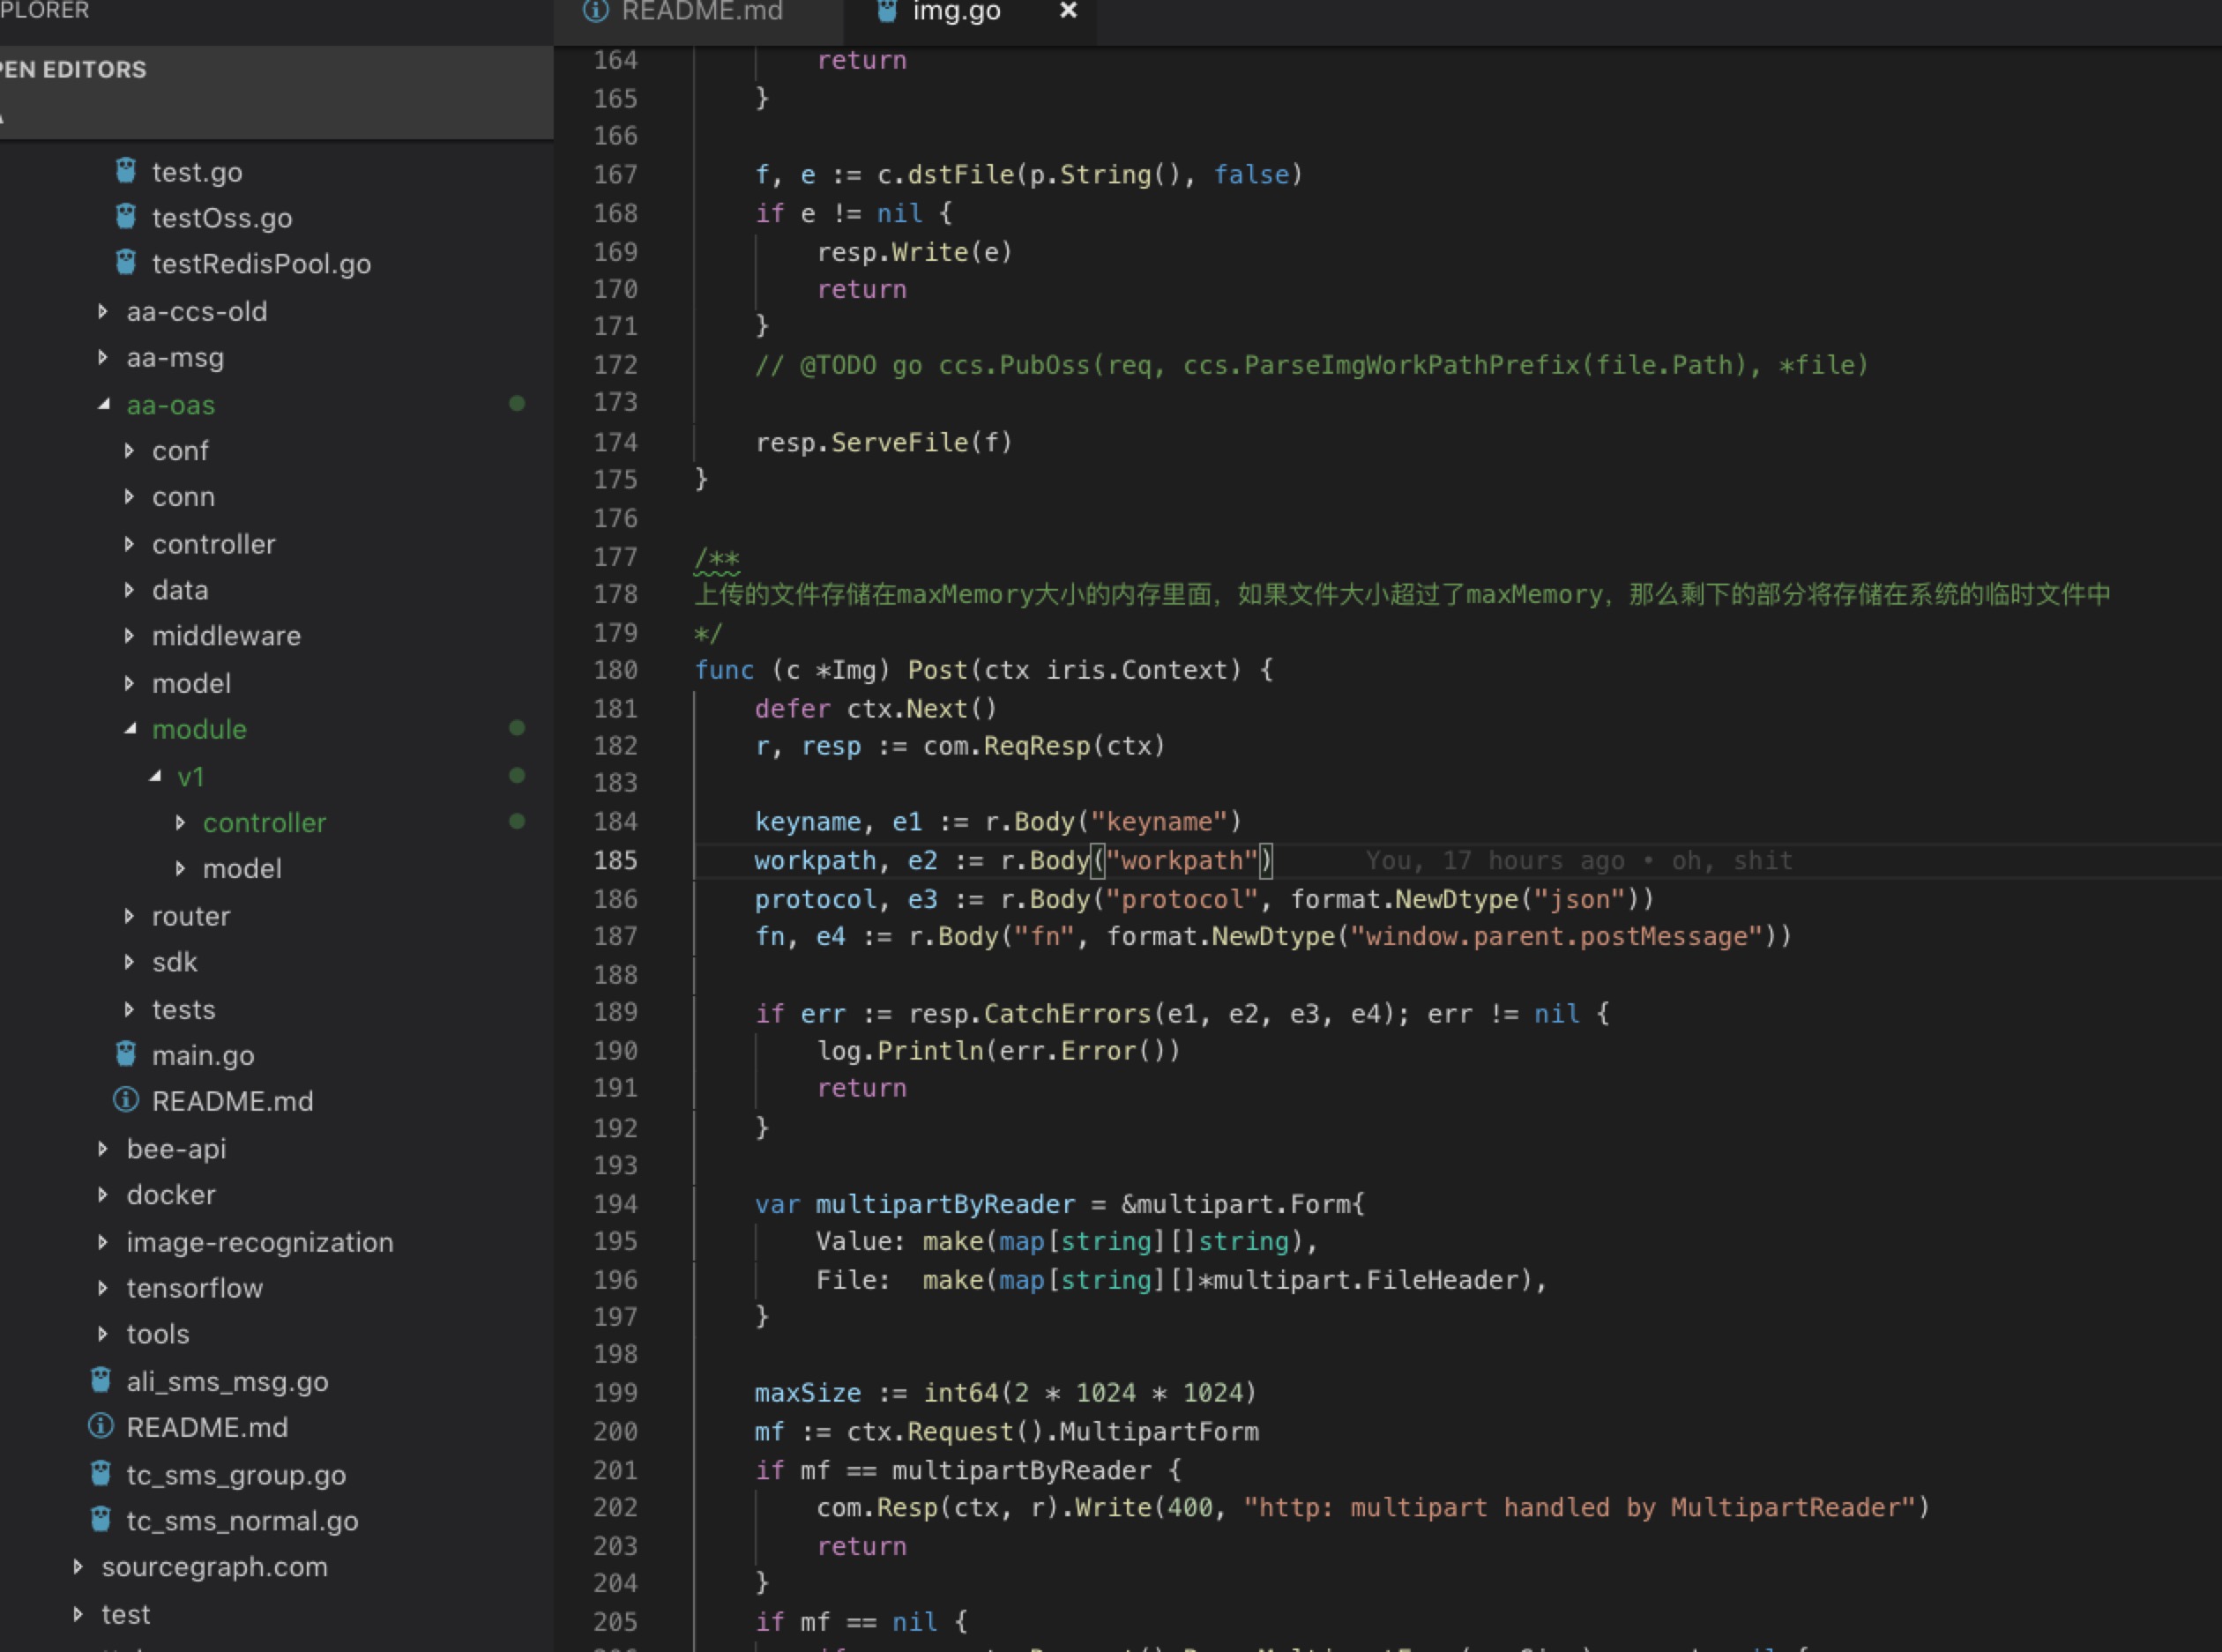 PLORER
PEN EDITORS
test.go
testOss.go
testRedisPool.go
aa-ccs-old
aa-msg
aa-oas
conf
conn
controller
data
middleware
model
module
v1
controller
model
router
sdk
tests
main.go
README.md
bee-api
docker
image-recognization
tensorflow
tools
ali_sms_msg.go
README.md
tc_sms_group.go
tc_sms_normal.go
sourcegraph.com
test
README.md
img.go ×
164 return
165 }
166
167 f, e := c.dstFile(p.String(), false)
168 if e != nil {
169 resp.Write(e)
170 return
171 }
172 // @TODO go ccs.PubOss(req, ccs.ParseImgWorkPathPrefix(file.Path), *file)
173
174 resp.ServeFile(f)
175 }
176
177 /**
178 上传的文件存储在maxMemory大小的内存里面，如果文件大小超过了maxMemory，那么剩下的部分将存储在系统的临时文件中
179 */
180 func (c *Img) Post(ctx iris.Context) {
181 defer ctx.Next()
182 r, resp := com.ReqResp(ctx)
183
184 keyname, e1 := r.Body("keyname")
185 workpath, e2 := r.Body("workpath") You, 17 hours ago • oh, shit
186 protocol, e3 := r.Body("protocol", format.NewDtype("json"))
187 fn, e4 := r.Body("fn", format.NewDtype("window.parent.postMessage"))
188
189 if err := resp.CatchErrors(e1, e2, e3, e4); err != nil {
190 log.Println(err.Error())
191 return
192 }
193
194 var multipartByReader = &multipart.Form{
195 Value: make(map[string][]string),
196 File:  make(map[string][]*multipart.FileHeader),
197 }
198
199 maxSize := int64(2 * 1024 * 1024)
200 mf := ctx.Request().MultipartForm
201 if mf == multipartByReader {
202 com.Resp(ctx, r).Write(400, "http: multipart handled by MultipartReader")
203 return
204 }
205 if mf == nil {